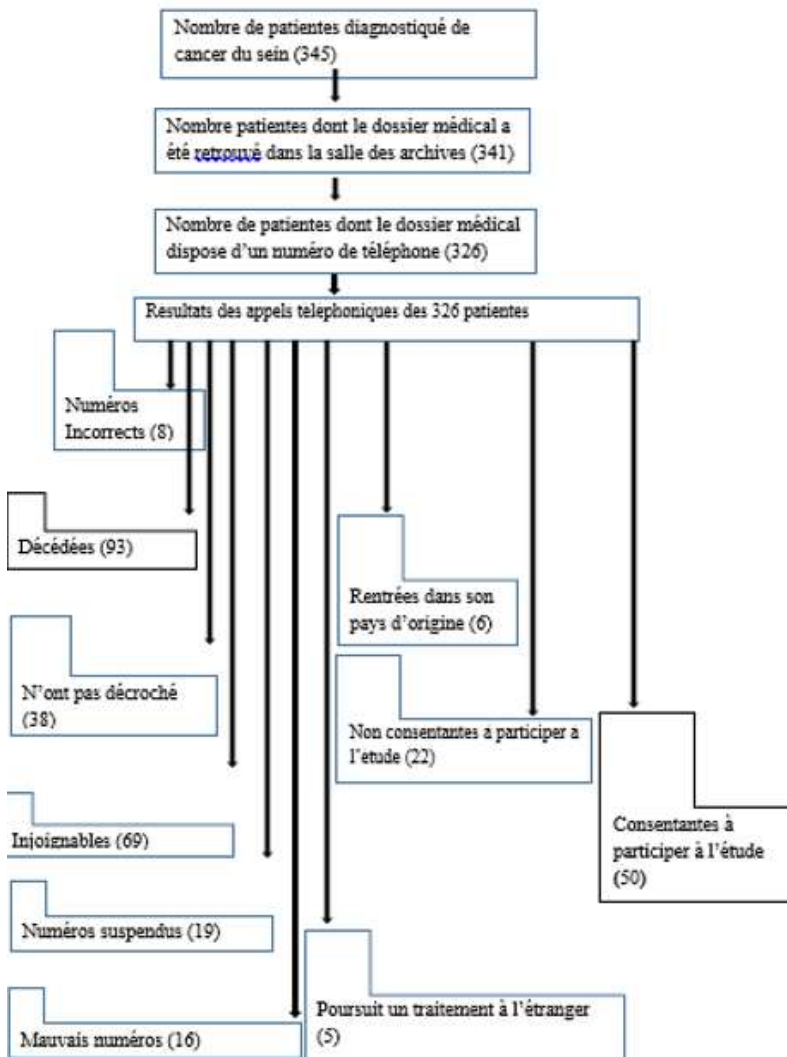 Nombre de patientes diagnostiqué de
cancer du sein (345)
Nombre patientes dont le dossier médical a
été retrouvé dans la salle des archives (341)
Nombre de patientes dont le dossier médical
dispose d’un numéro de téléphone (326)
Resultats des appels telephoniques des 326 patientes
Numéros
Incorrects (8)
Décédées (93)
Rentrées dans son
pays d’origine (6)
N’ont pas décroché
(38)
Non consentantes à participer à
l’etude (22)
Consentantes à
participer à l’étude
(50)
Injoignables (69)
Numéros suspendus (19)
Poursuit un traitement à l’étranger
(5)
Mauvais numéros (16)